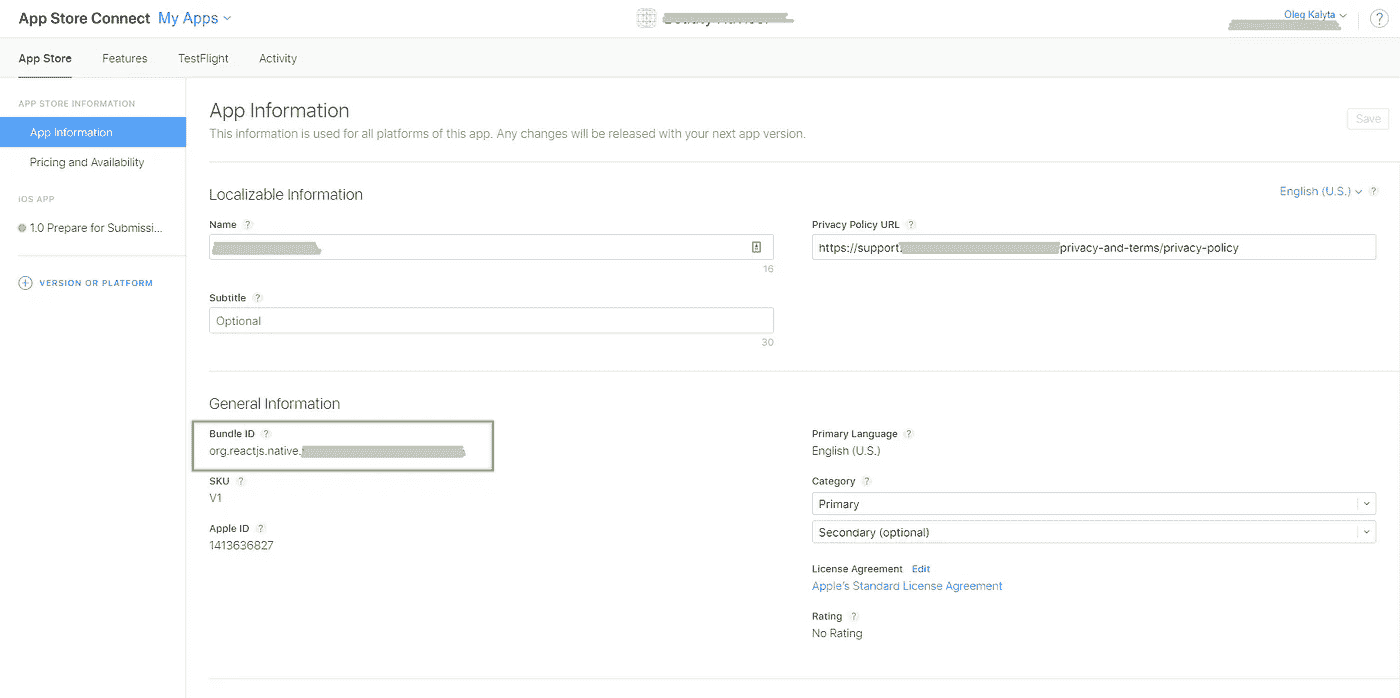 App Store Connect My Apps
Oleg Kalyta
?
App Store Features TestFlight Activity
APP STORE INFORMATION
App Information
Pricing and Availability
iOS APP
1.0 Prepare for Submissi...
VERSION OR PLATFORM
App Information
Save
This information is used for all platforms of this app. Any changes will be released with your next app version.
Localizable Information
English (U.S.) ?
Name ?
16
Privacy Policy URL ?
https://support. privacy-and-terms/privacy-policy
Subtitle ?
Optional
30
General Information
Bundle ID ?
org.reactjs.native.
SKU ?
V1
Apple ID ?
1413636827
Primary Language ?
English (U.S.)
Category ?
Primary
Secondary (optional)
License Agreement Edit
Apple's Standard License Agreement
Rating ?
No Rating